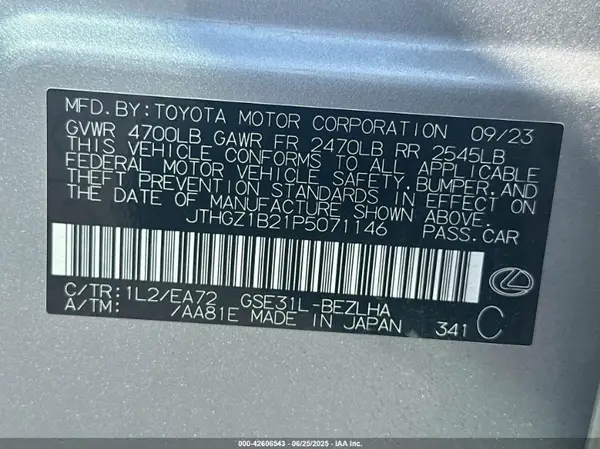 MFD. BY: TOYOTA MOTOR CORPORATION 09/23
GVWR 4700LB GAWR FR 2470LB RR 2545LB
THIS VEHICLE CONFORMS TO ALL APPLICABLE
FEDERAL MOTOR VEHICLE SAFETY, BUMPER, AND
THEFT PREVENTION STANDARDS IN EFFECT ON
THE DATE OF MANUFACTURE SHOWN ABOVE.
JTHGZ1B21P5071146 PASS. CAR
C/TR: 1L2/EA72 GSE31L-BEZLHA
A/TM: /AA81E MADE IN JAPAN 341 C
000-42606543 06/25/2025 IAA Inc.